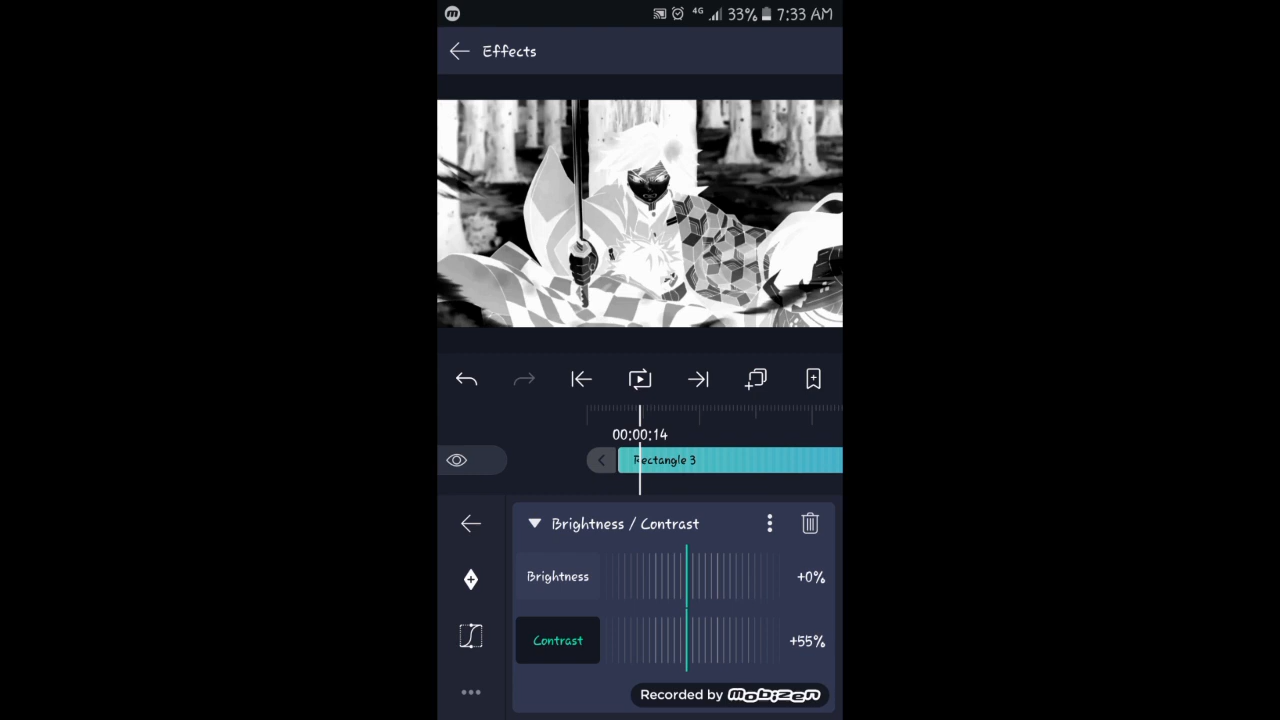 m 4G 33% 7:33 AM
Effects
00:00:14
Rectangle 3
Brightness / Contrast
Brightness +0%
Contrast +55%
Recorded by mobizen